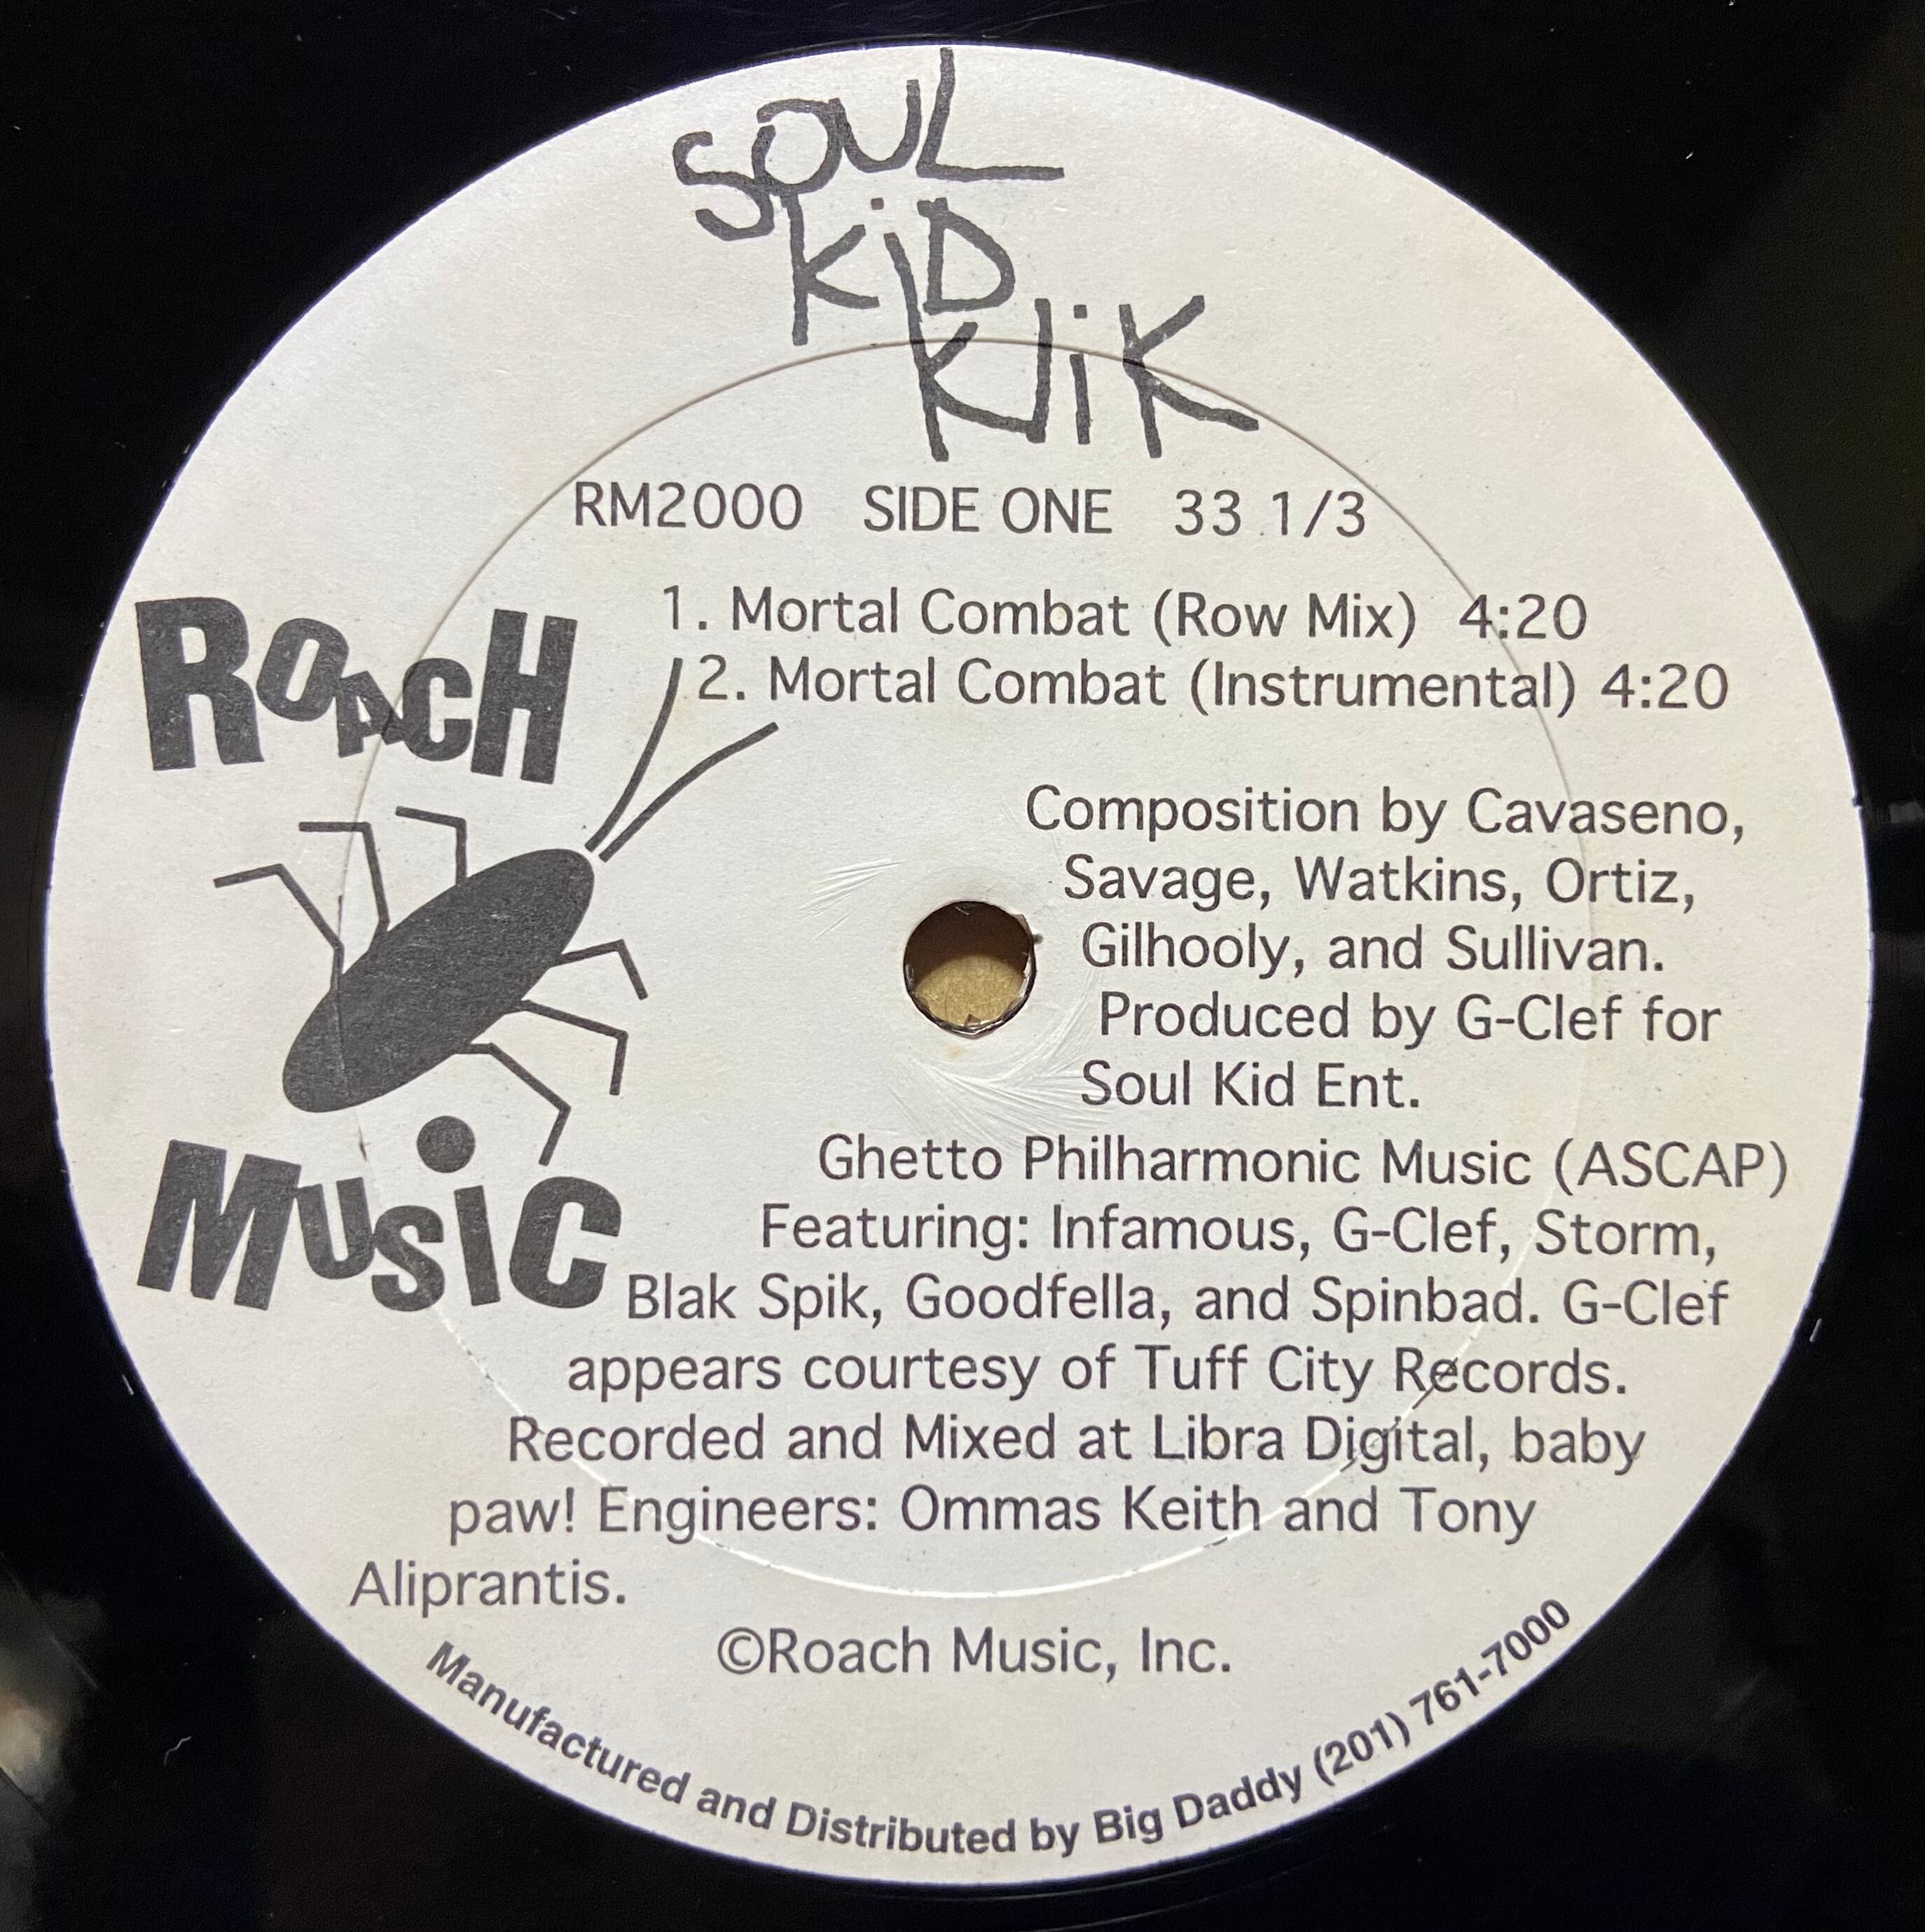 SOUL
KiD
KliK
RM2000 SIDE ONE 33 1/3
ROACH
1. Mortal Combat (Row Mix) 4:20
2. Mortal Combat (Instrumental) 4:20
Composition by Cavaseno,
Savage, Watkins, Ortiz,
Gilhooly, and Sullivan.
Produced by G-Clef for
Soul Kid Ent.
MUSiC
Ghetto Philharmonic Music (ASCAP)
Featuring: Infamous, G-Clef, Storm,
Blak Spik, Goodfella, and Spinbad. G-Clef
appears courtesy of Tuff City Records.
Recorded and Mixed at Libra Digital, baby
paw! Engineers: Ommas Keith and Tony
Aliprantis.
©Roach Music, Inc.
Manufactured and Distributed by Big Daddy (201) 761-7000